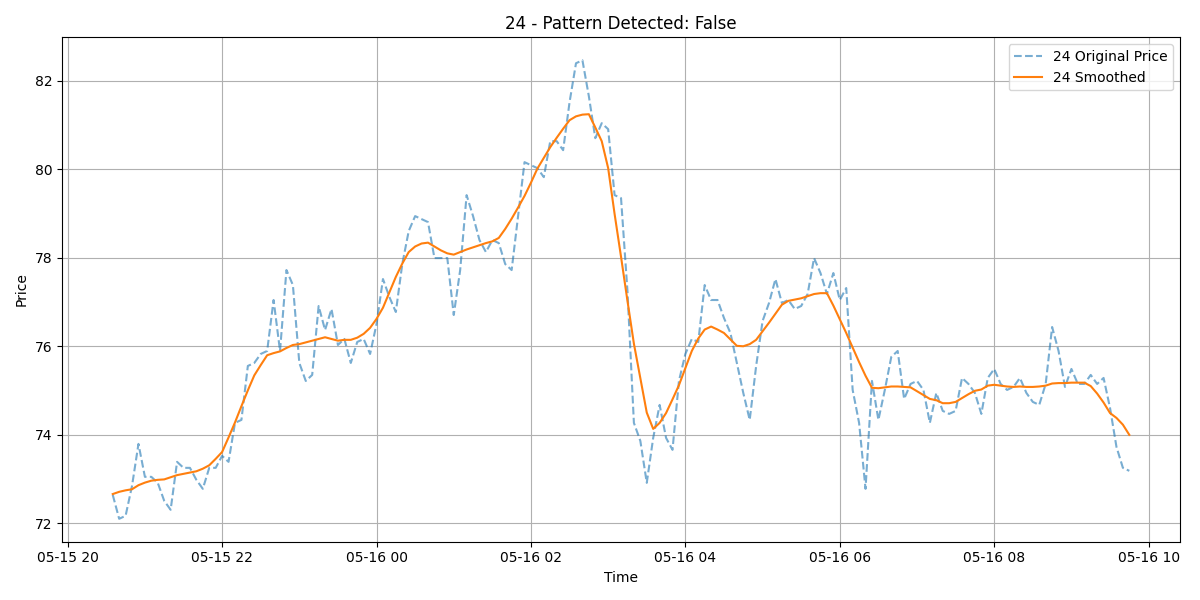 24 - Pattern Detected: False
24 Original Price
24 Smoothed
Price
82
80
78
76
74
72
05-15 20 05-15 22 05-16 00 05-16 02 05-16 04 05-16 06 05-16 08 05-16 10
Time